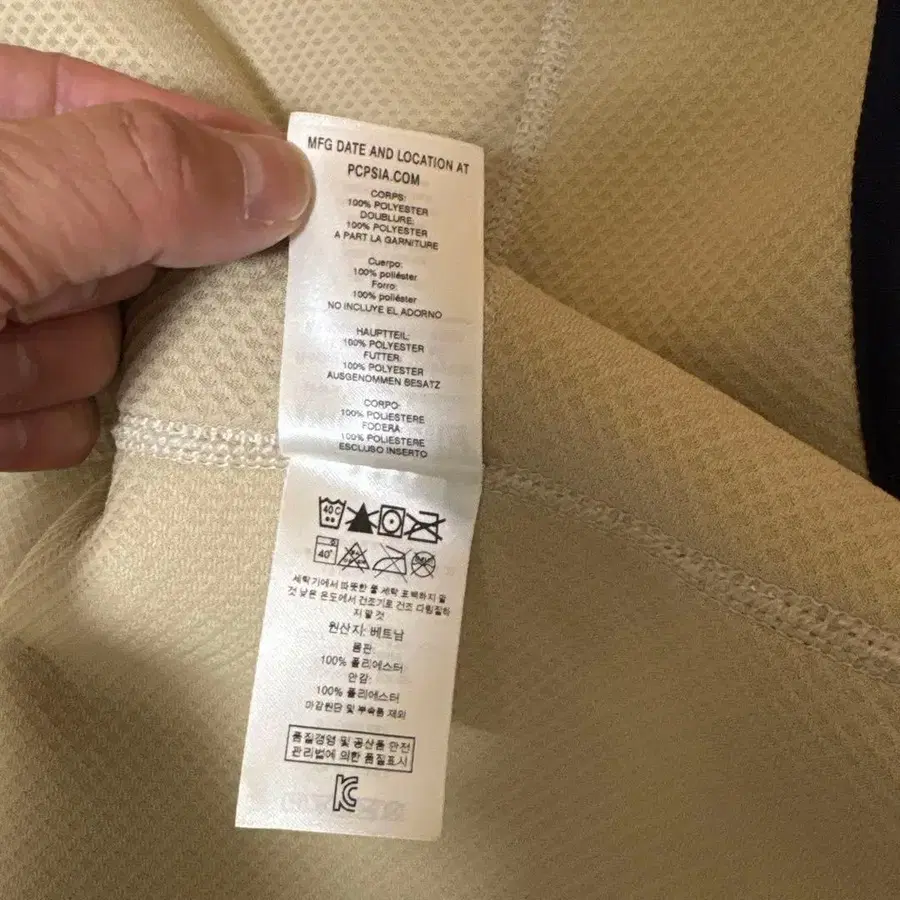 MFG DATE AND LOCATION AT
PCPSIA.COM
CORPS:
100% POLYESTER
DOUBLURE:
100% POLYESTER
A PART LA GARNITURE
Cuerpo:
100% poliéster
Forro:
100% poliéster
NO INCLUYE EL ADORNO
HAUPTTEIL:
100% POLYESTER
FUTTER:
100% POLYESTER
AUSGENOMMEN BESATZ
CORPO:
100% POLIESTERE
FODERA:
100% POLIESTERE
ESCLUSO INSERTO
40 C
40°
세탁기에서 따뜻한 물 세탁 표백하지 말
것 낮은 온도에서 건조기로 건조 다림질하
지 말 것
원산지: 베트남
몸판:
100% 폴리에스터
안감:
100% 폴리에스터
마감원단 및 부속품 제외
품질경영 및 공산품 안전
관리법에 의한 품질표시